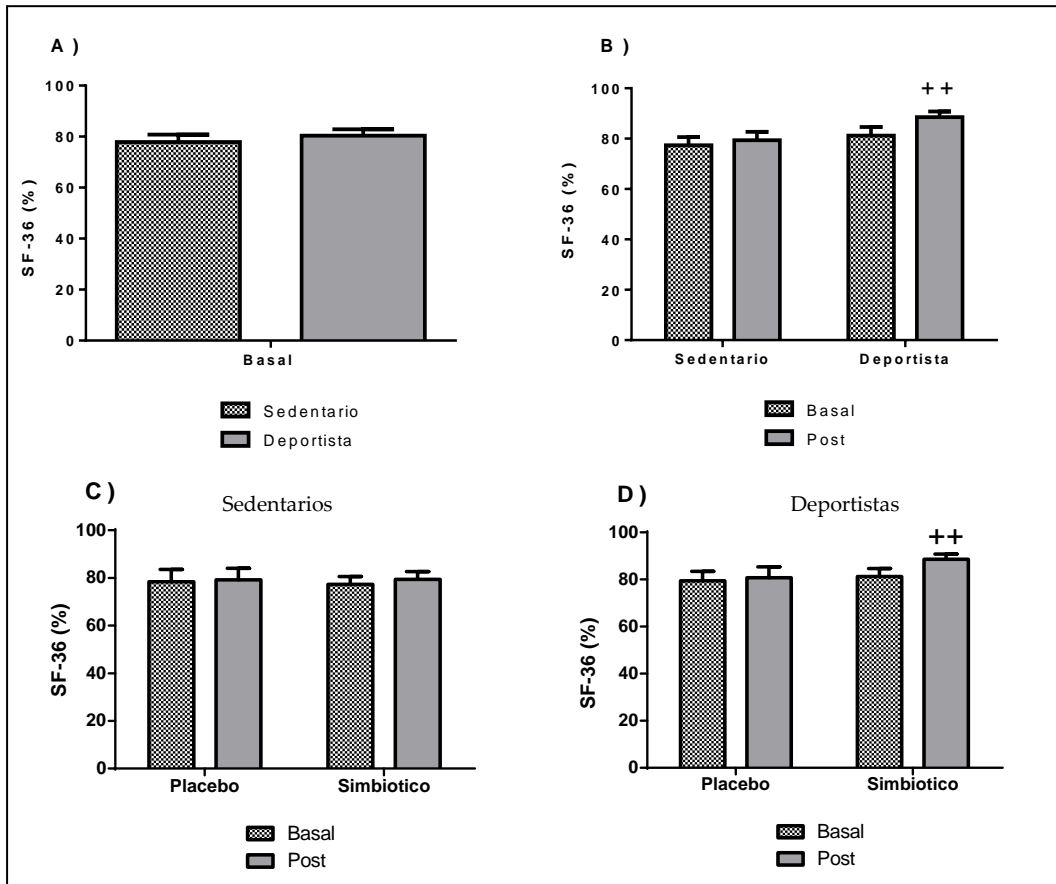 A )
SF-36 (%)
100
80
60
40
20
0
Basal
Sedentario
Deportista
B )
++
SF-36 (%)
100
80
60
40
20
0
Sedentario Deportista
Basal
Post
C ) Sedentarios
SF-36 (%)
100
80
60
40
20
0
Placebo Simbiotico
Basal
Post
D ) Deportistas
++
SF-36 (%)
100
80
60
40
20
0
Placebo Simbiotico
Basal
Post